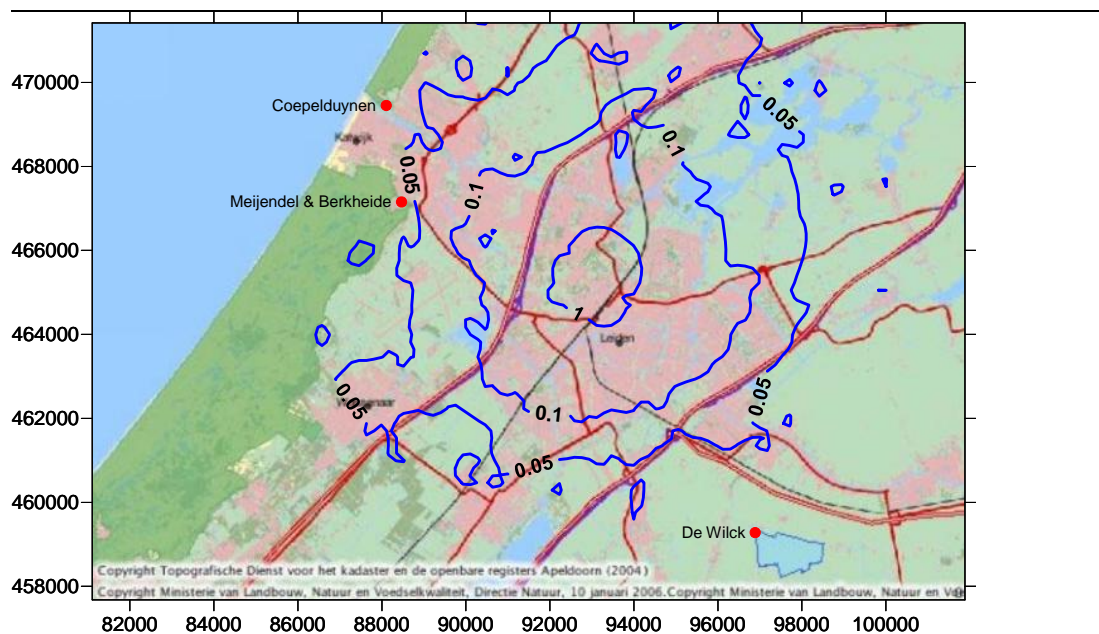 470000
468000
466000
464000
462000
460000
458000
Coepelduynen
Katwijk
Meijendel & Berkheide
0.05
0.1
0.1
0.05
1
Leiden
0.05
0.1
0.05
0.05
De Wilck
Copyright Topografische Dienst voor het kadaster en de openbare registers Apeldoorn (2004)
Copyright Ministerie van Landbouw, Natuur en Voedselkwaliteit, Directie Natuur, 10 januari 2006.Copyright Ministerie van Landbouw, Natuur en Voe
82000 84000 86000 88000 90000 92000 94000 96000 98000 100000